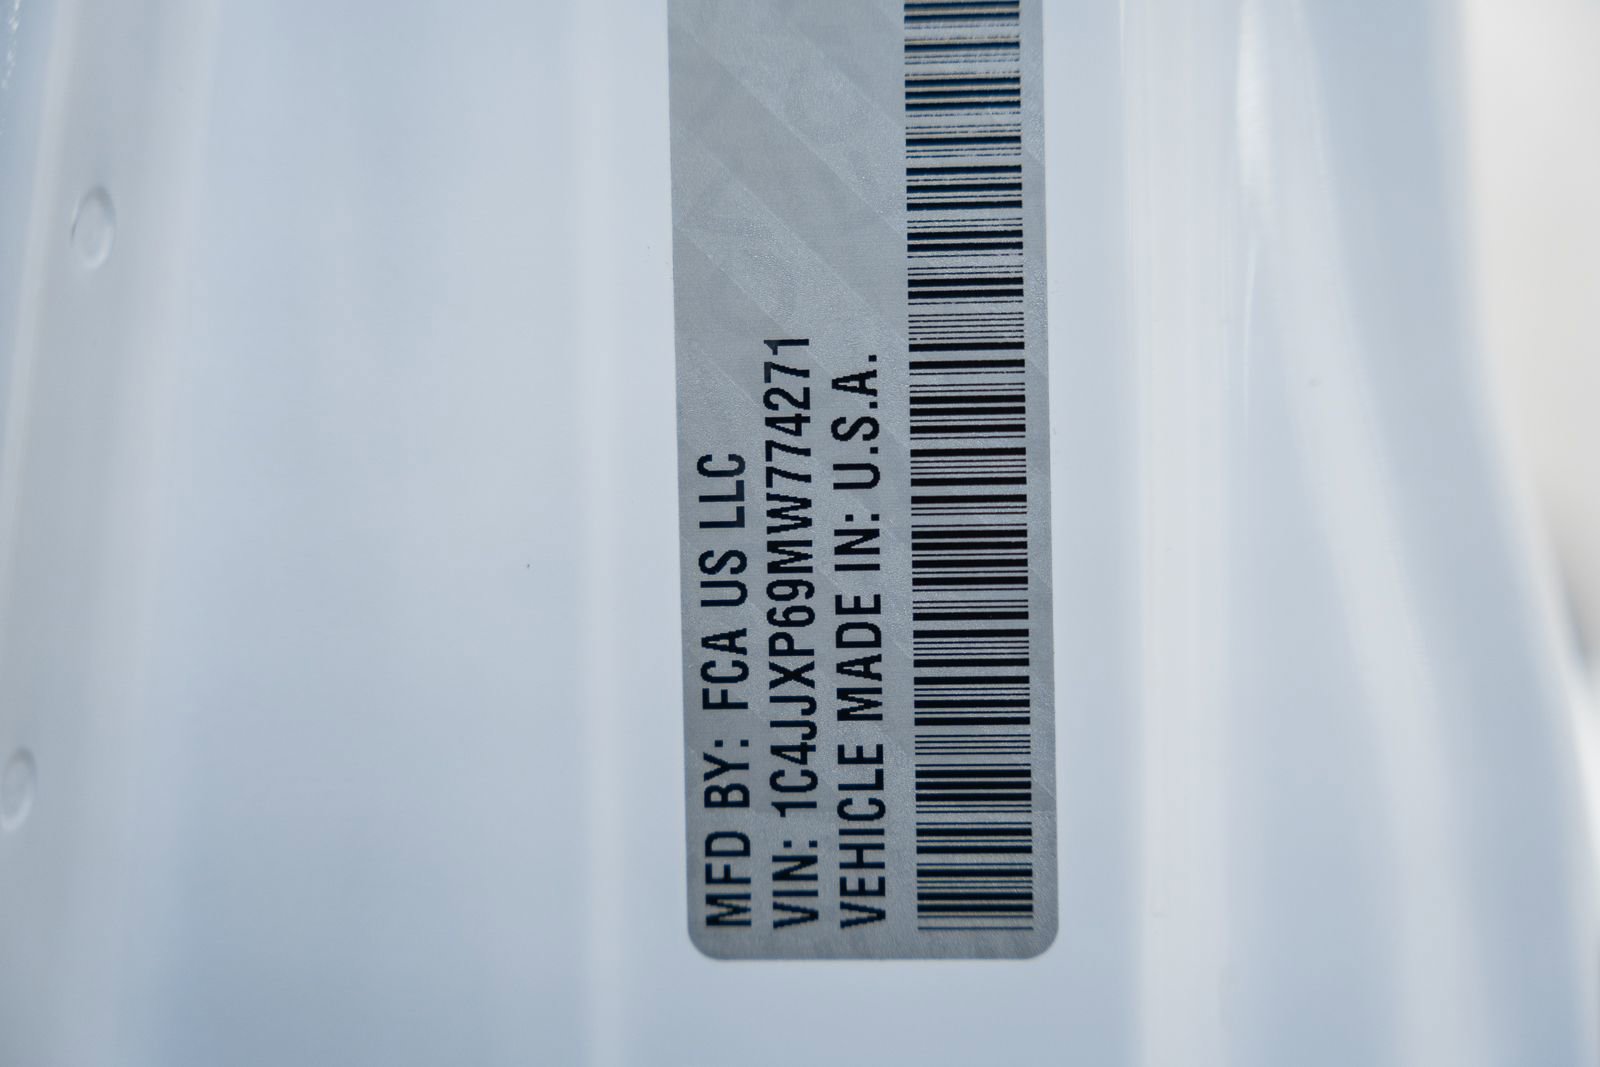 MFD BY: FCA US LLC
VIN: 1C4JJXP69MW774271
VEHICLE MADE IN: U.S.A.